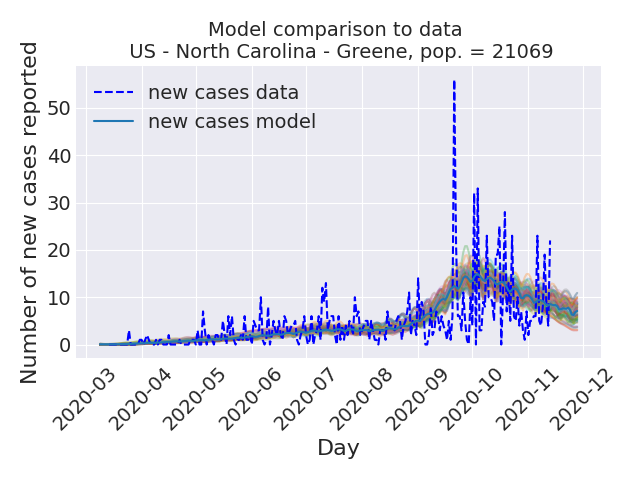 Model comparison to data
US - North Carolina - Greene, pop. = 21069
Number of new cases reported
new cases data
new cases model
50
40
30
20
10
0
2020-03
2020-04
2020-05
2020-06
2020-07
2020-08
2020-09
2020-10
2020-11
2020-12
Day